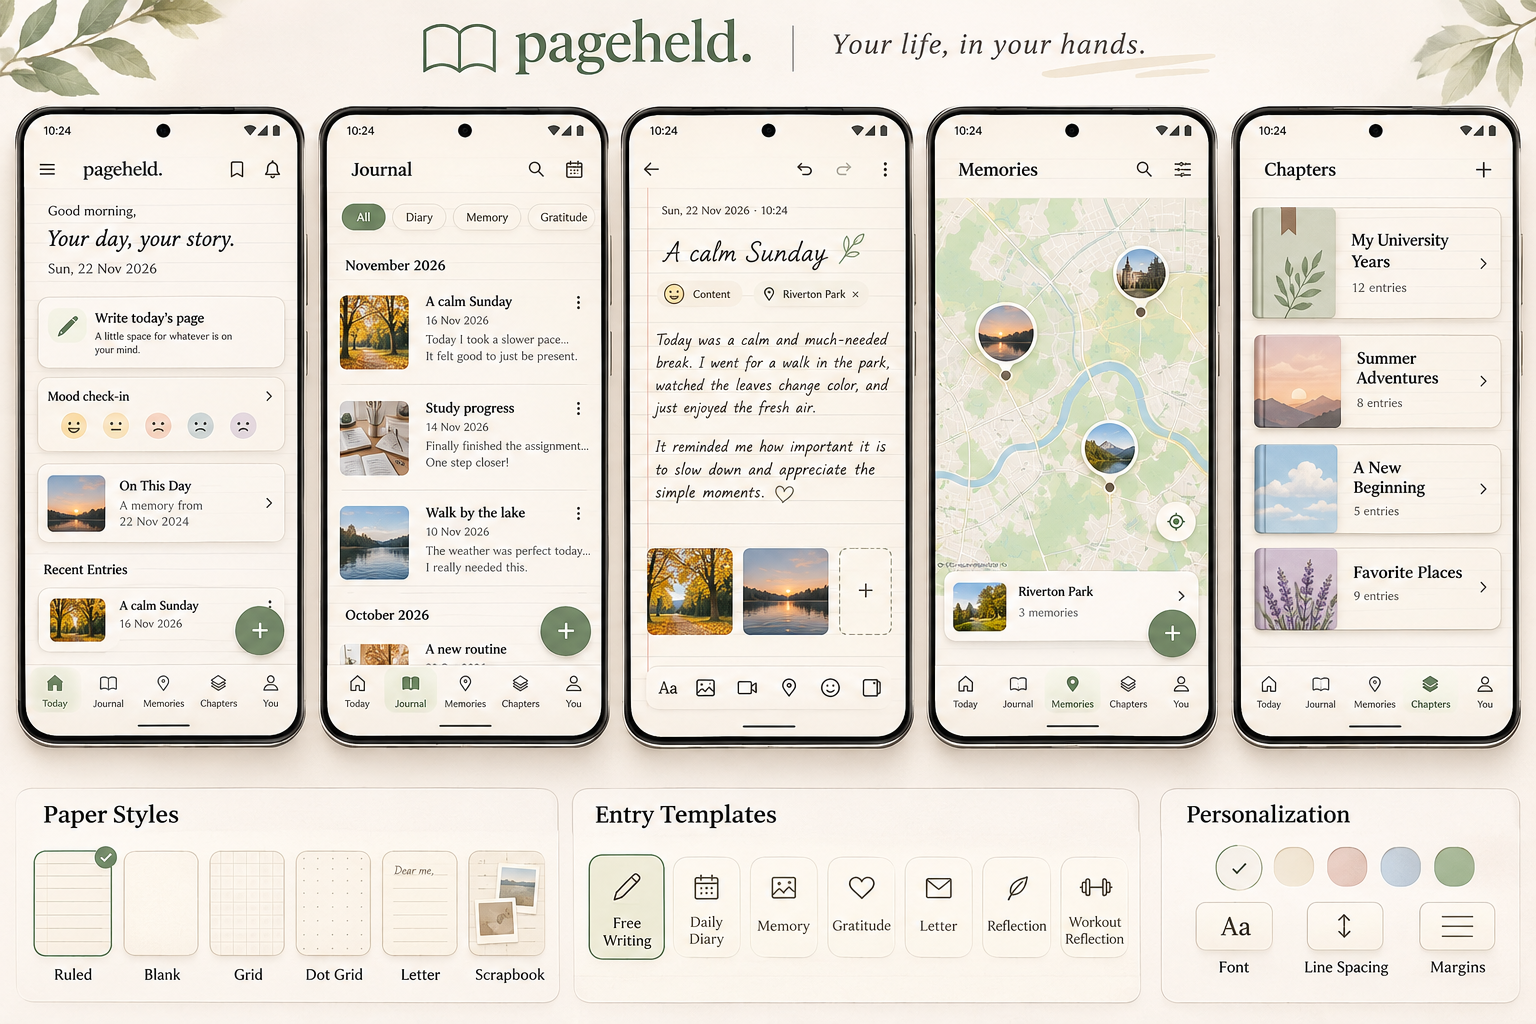 pageheld.
Your life, in your hands.
10:24
pageheld.
Good morning,
Your day, your story.
Sun, 22 Nov 2026
Write today's page
A little space for whatever is on
your mind.
Mood check-in
On This Day
A memory from
22 Nov 2024
Recent Entries
A calm Sunday
16 Nov 2026
Today
Journal
Memories
Chapters
You
10:24
Journal
All
Diary
Memory
Gratitude
November 2026
A calm Sunday
16 Nov 2026
Today I took a slower pace...
It felt good to just be present.
Study progress
14 Nov 2026
Finally finished the assignment...
One step closer!
Walk by the lake
10 Nov 2026
The weather was perfect today...
I really needed this.
October 2026
A new routine
Today
Journal
Memories
Chapters
You
10:24
Sun, 22 Nov 2026 · 10:24
A calm Sunday
Content
Riverton Park ×
Today was a calm and much-needed
break. I went for a walk in the park,
watched the leaves change color, and
just enjoyed the fresh air.
It reminded me how important it is
to slow down and appreciate the
simple moments.
Aa
10:24
Memories
Riverton Park
3 memories
Today
Journal
Memories
Chapters
You
10:24
Chapters
My University
Years
12 entries
Summer
Adventures
8 entries
A New
Beginning
5 entries
Favorite Places
9 entries
Today
Journal
Memories
Chapters
You
Paper Styles
Dear me,
Ruled
Blank
Grid
Dot Grid
Letter
Scrapbook
Entry Templates
Free
Writing
Daily
Diary
Memory
Gratitude
Letter
Reflection
Workout
Reflection
Personalization
Aa
Font
Line Spacing
Margins